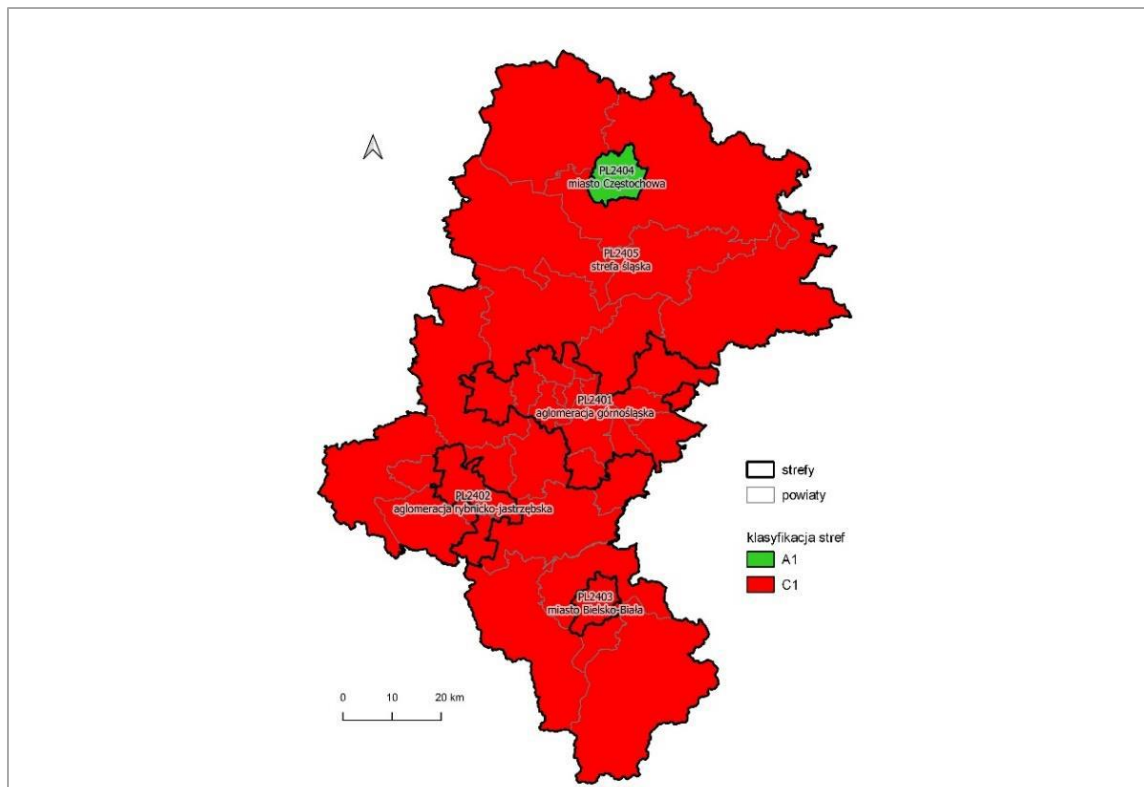 PL2404
miasto Częstochowa
PL2405
strefa śląska
PL2401
aglomeracja górnośląska
PL2402
aglomeracja rybnicko-jastrzębska
PL2403
miasto Bielsko-Biała
strefy
powiaty
klasyfikacja stref
A1
C1
0 10 20 km